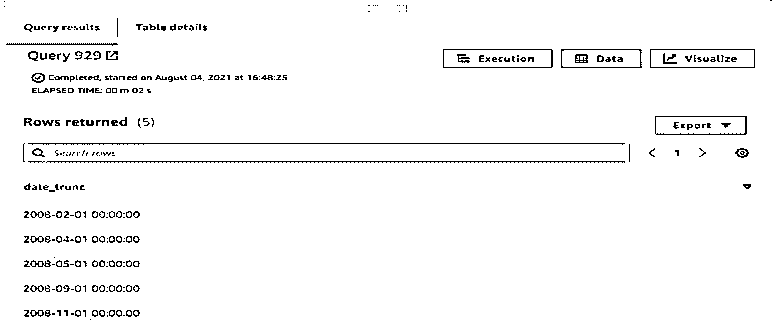 Query results Table details
Query 929
Execution Data Visualize
Completed, started on August 04, 2021 at 16:48:25
ELAPSED TIME: 00 m 02 s
Rows returned (5)
Export
Search rows
1
date_trunc
2008-02-01 00:00:00
2008-04-01 00:00:00
2008-05-01 00:00:00
2008-09-01 00:00:00
2008-11-01 00:00:00